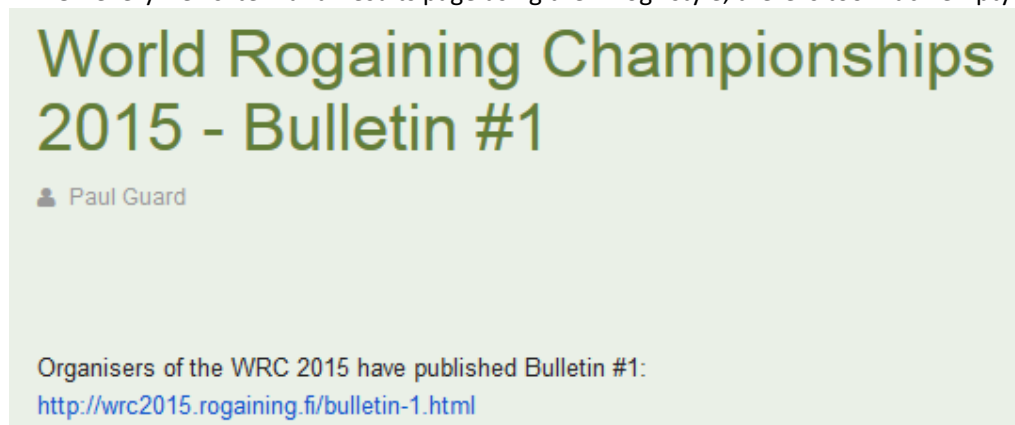 World Rogaining Championships
2015 - Bulletin #1
Paul Guard
Organisers of the WRC 2015 have published Bulletin #1:
http://wrc2015.rogaining.fi/bulletin-1.html